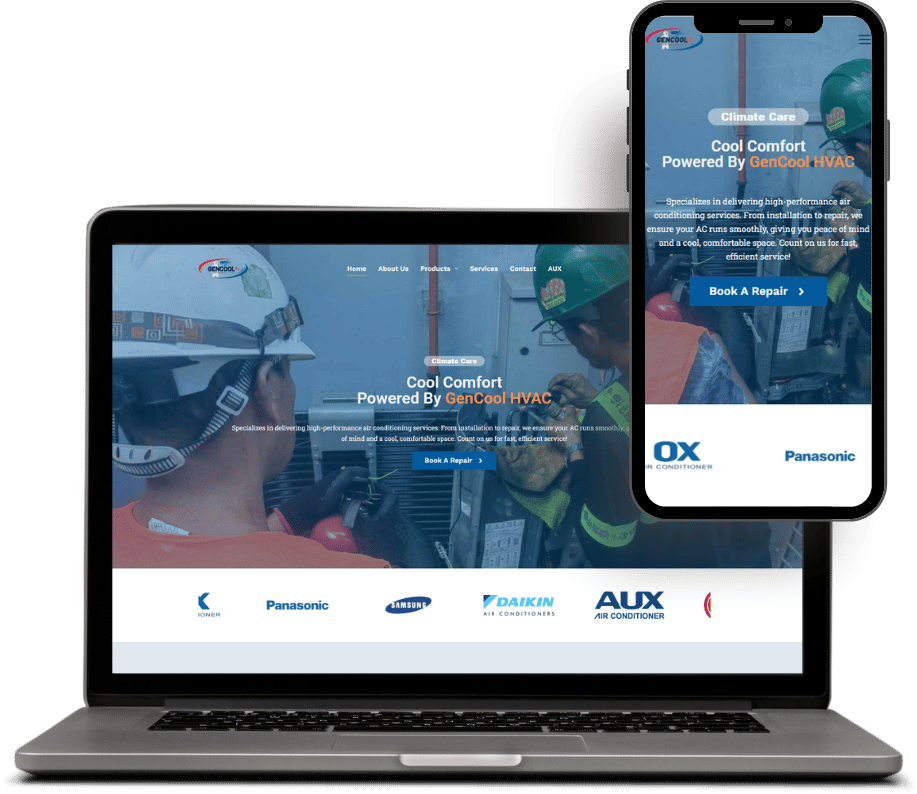 GENCOOL
Home About Us Products Services Contact AUX
Climate Care
Cool Comfort
Powered By GenCool HVAC
Specializes in delivering high-performance air conditioning services. From installation to repair, we ensure your AC runs smoothly,
of mind and a cool, comfortable space. Count on us for fast, efficient service!
Book A Repair
IONER
Panasonic
SAMSUNG
DAIKIN
AIR CONDITIONERS
AUX
AIR CONDITIONER
GENCOOL
Climate Care
Cool Comfort
Powered By GenCool HVAC
Specializes in delivering high-performance air
conditioning services. From installation to repair, we
ensure your AC runs smoothly, giving you peace of mind
and a cool, comfortable space. Count on us for fast,
efficient service!
Book A Repair
OX
IR CONDITIONER
Panasonic